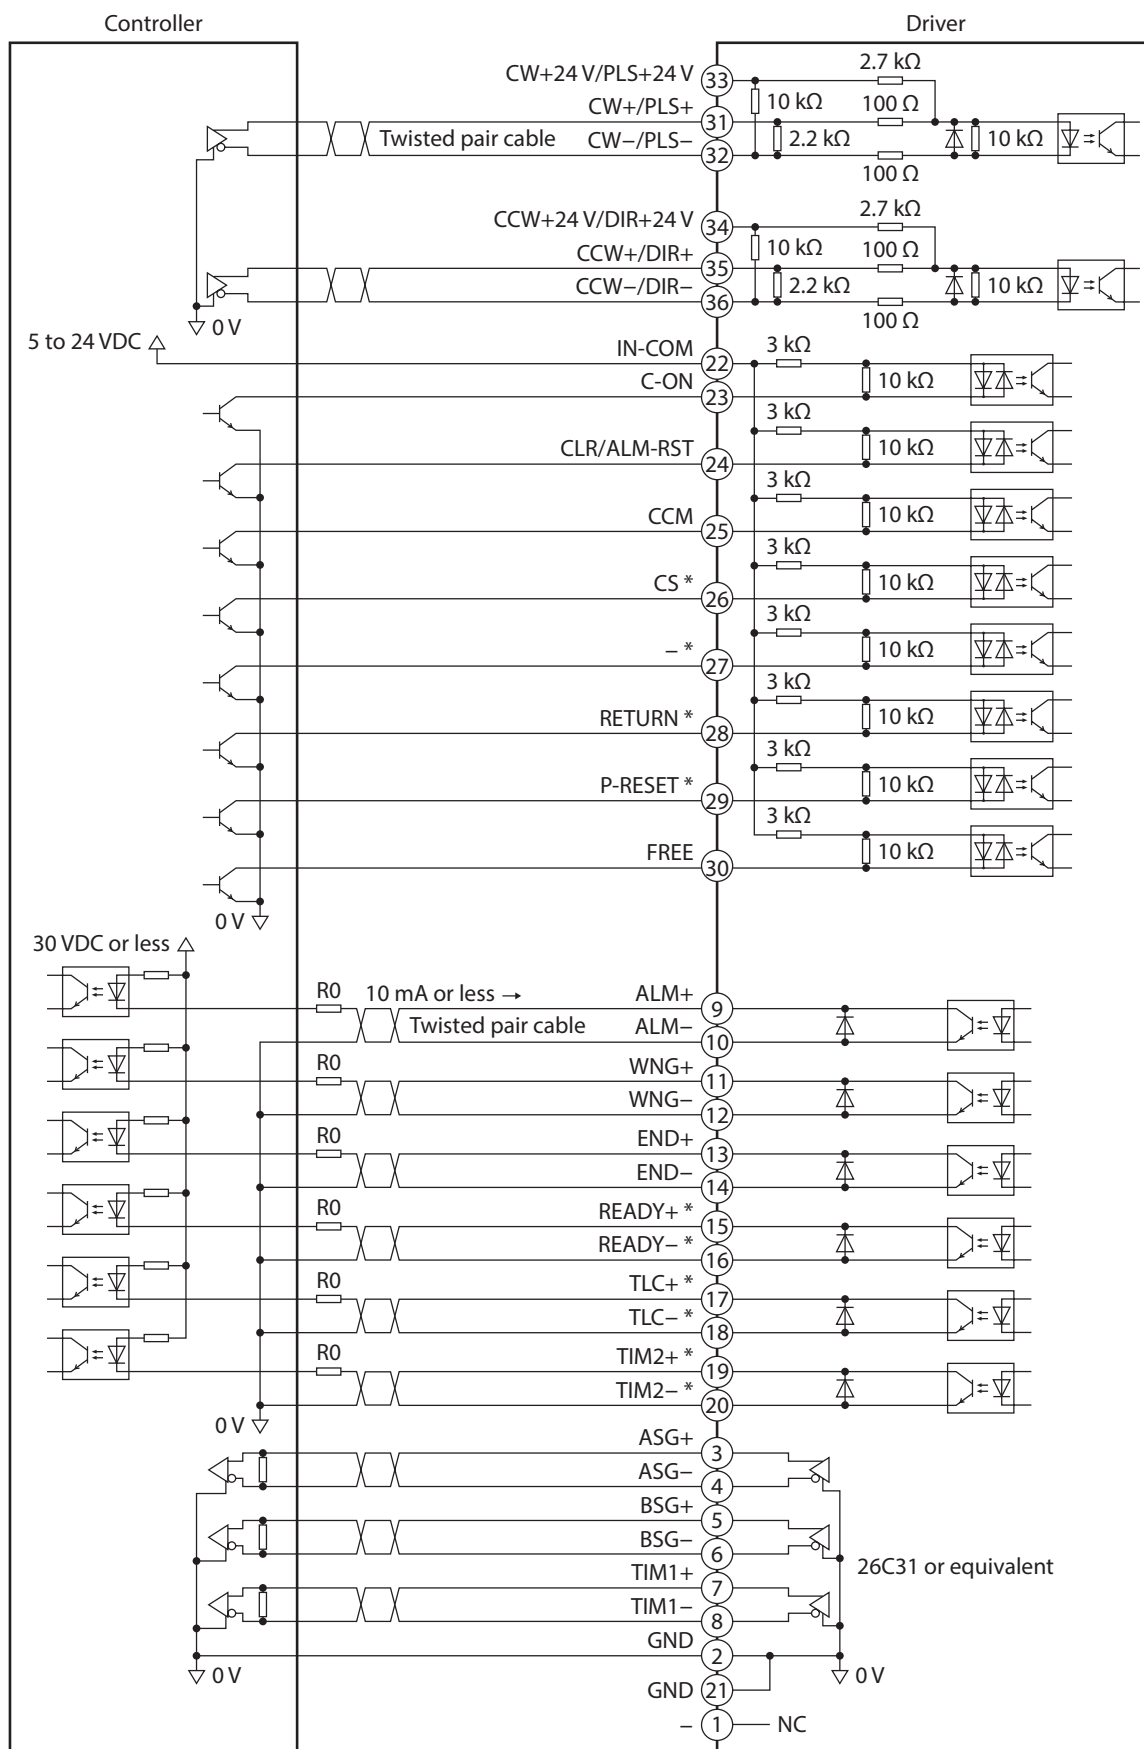 Controller
Driver
CW+24 V/PLS+24 V
33
2.7 kΩ
10 kΩ
100 Ω
CW+/PLS+
31
Twisted pair cable
2.2 kΩ
10 kΩ
CW−/PLS−
32
100 Ω
CCW+24 V/DIR+24 V
34
2.7 kΩ
10 kΩ
100 Ω
CCW+/DIR+
35
2.2 kΩ
10 kΩ
CCW−/DIR−
36
100 Ω
0 V
5 to 24 VDC
IN-COM
22
3 kΩ
C-ON
23
10 kΩ
3 kΩ
CLR/ALM-RST
24
10 kΩ
3 kΩ
CCM
25
10 kΩ
3 kΩ
CS *
26
10 kΩ
3 kΩ
− *
27
10 kΩ
3 kΩ
RETURN *
28
10 kΩ
3 kΩ
P-RESET *
29
10 kΩ
3 kΩ
FREE
30
10 kΩ
0 V
30 VDC or less
R0
10 mA or less →
ALM+
9
Twisted pair cable
ALM−
10
R0
WNG+
11
WNG−
12
R0
END+
13
END−
14
R0
READY+ *
15
READY− *
16
R0
TLC+ *
17
TLC− *
18
R0
TIM2+ *
19
TIM2− *
20
0 V
ASG+
3
ASG−
4
BSG+
5
BSG−
6
26C31 or equivalent
TIM1+
7
TIM1−
8
GND
2
0 V
0 V
GND
21
−
1
NC